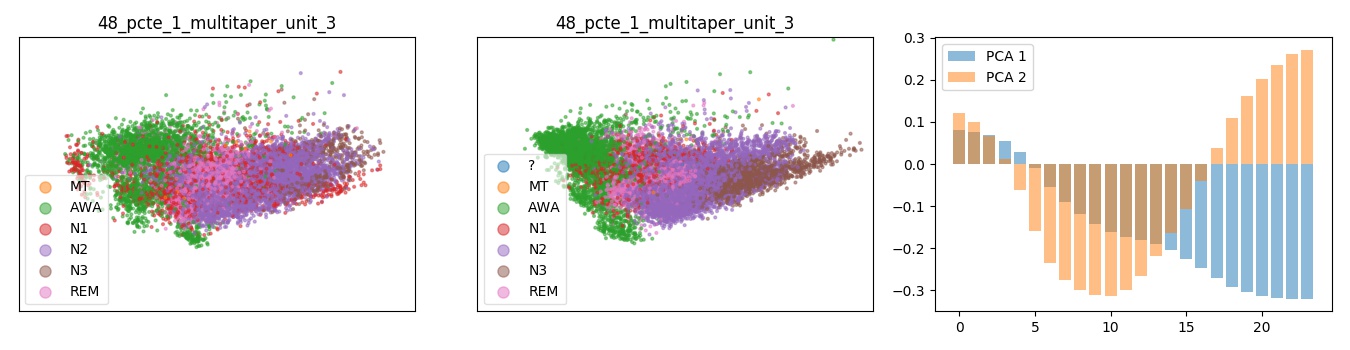 48_pcte_1_multitaper_unit_3
MT
AWA
N1
N2
N3
REM
48_pcte_1_multitaper_unit_3
?
MT
AWA
N1
N2
N3
REM
PCA 1
PCA 2
0.3
0.2
0.1
0.0
−0.1
−0.2
−0.3
0
5
10
15
20